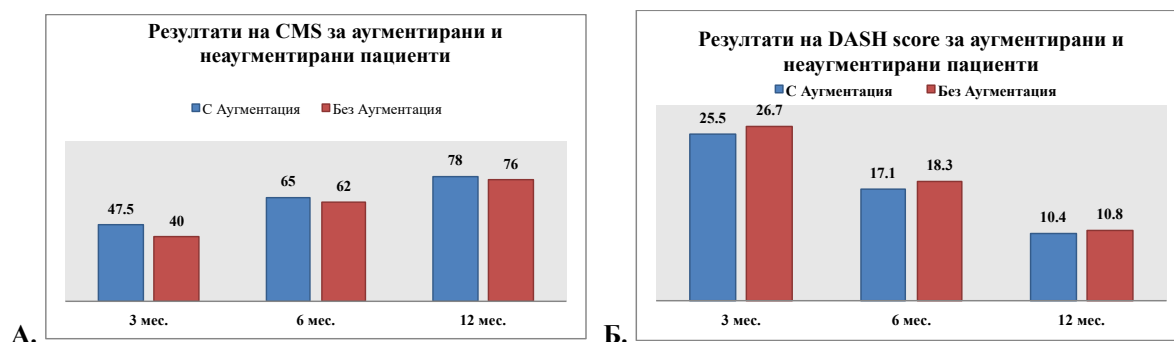 Резултати на CMS за аугментирани и
неаугментирани пациенти
С Аугментация Без Аугментация
47.5 40 65 62 78 76
3 мес. 6 мес. 12 мес.
А.
Резултати на DASH score за аугментирани и
неаугментирани пациенти
С Аугментация Без Аугментация
25.5 26.7 17.1 18.3 10.4 10.8
3 мес. 6 мес. 12 мес.
Б.